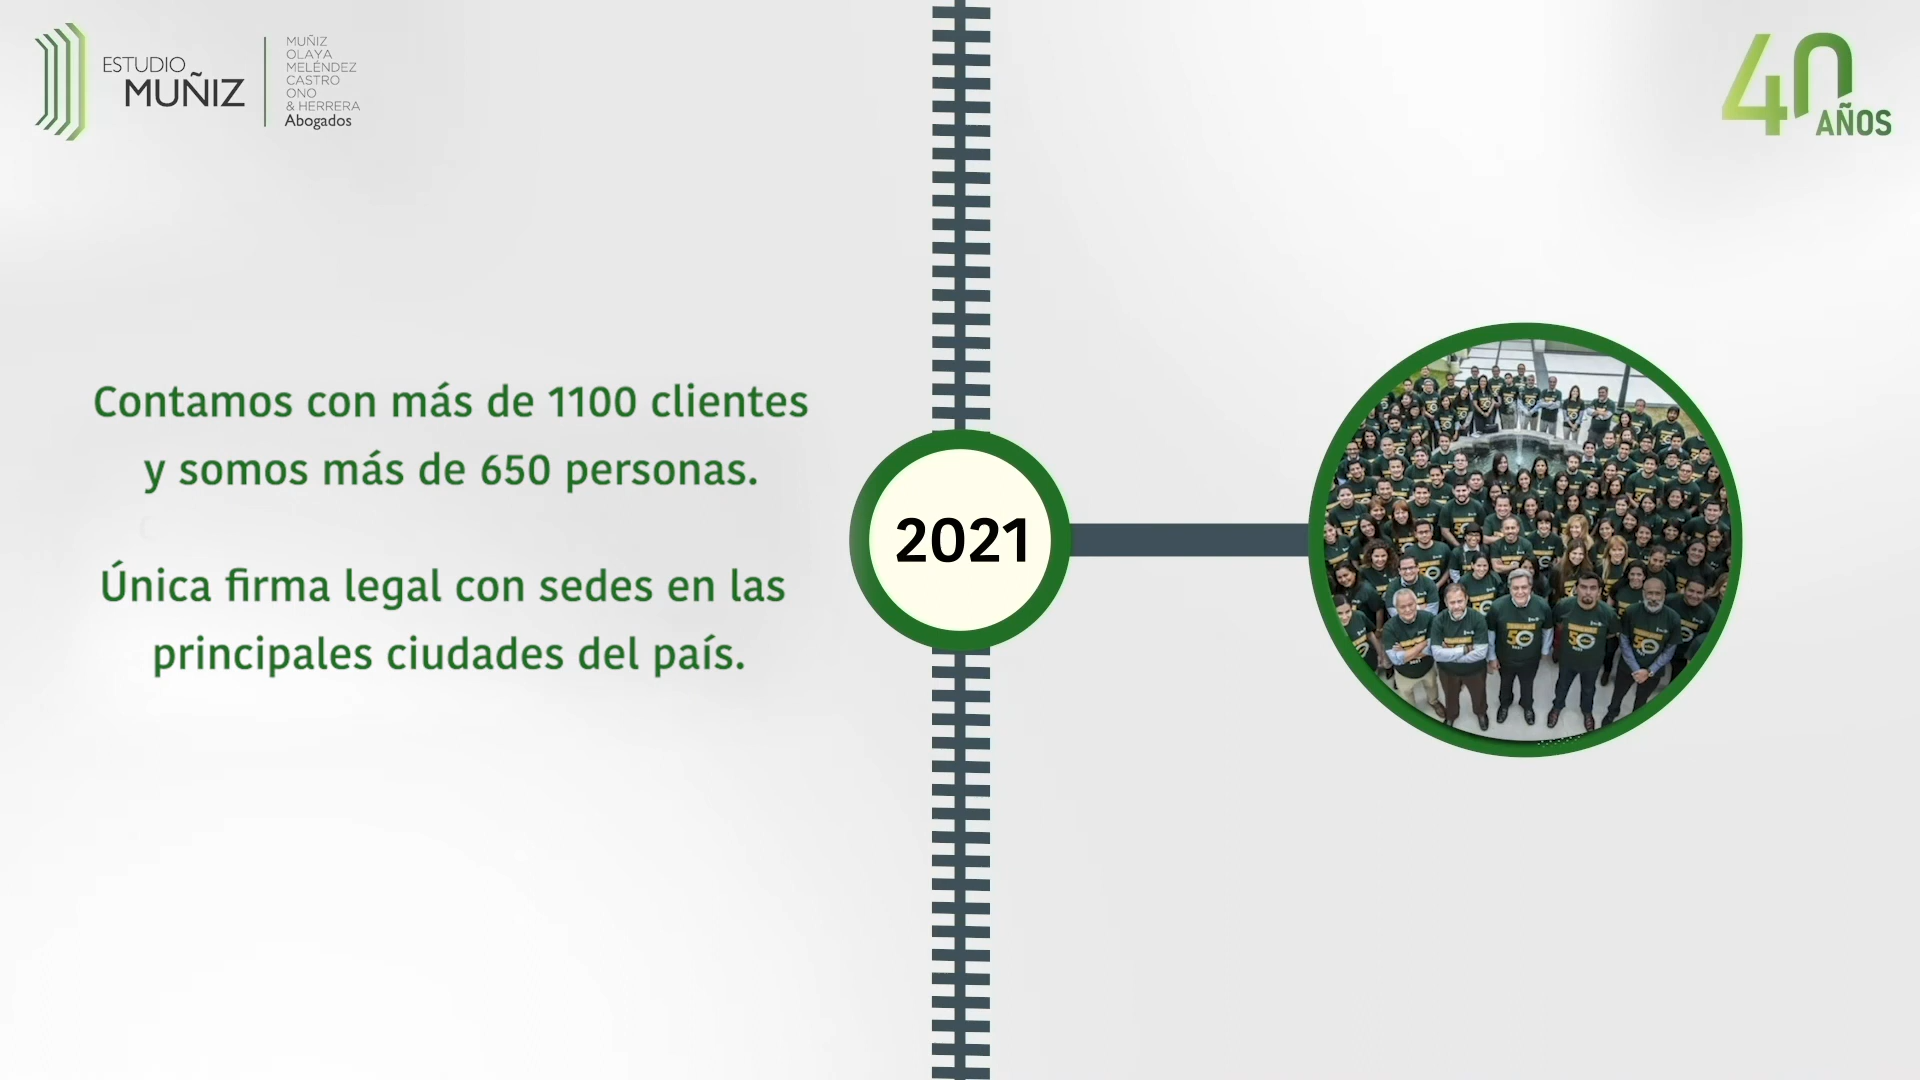 ESTUDIO
MUÑIZ
MUÑIZ
OLAYA
MELÉNDEZ
CASTRO
ONO
& HERRERA
Abogados
40
AÑOS
Contamos con más de 1100 clientes
y somos más de 650 personas.
2021
Única firma legal con sedes en las
principales ciudades del país.